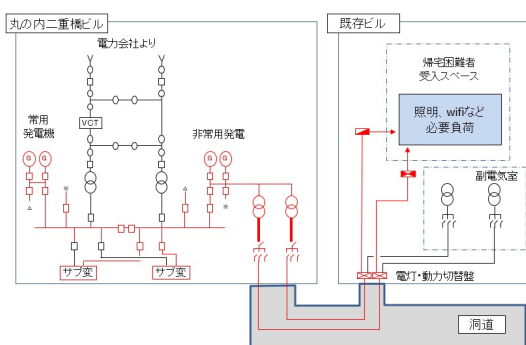 丸の内二重橋ビル
電力会社より
常用
発電機
VCT
非常用発電
G G
G G
※
△
△
※
サブ変
サブ変
既存ビル
帰宅困難者
受入スペース
照明、wifiなど
必要負荷
副電気室
電灯・動力切替盤
洞道